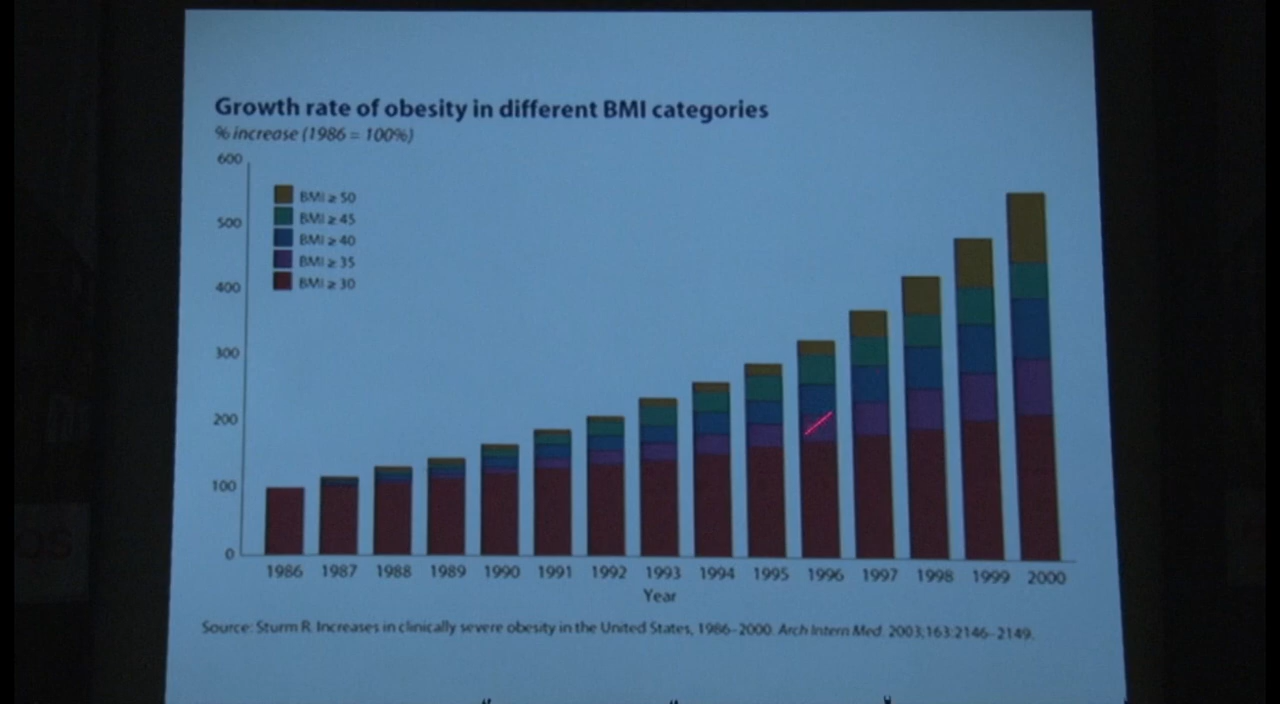 Growth rate of obesity in different BMI categories
% increase (1986 = 100%)
600
500
400
300
200
100
0
BMI ≥ 50
BMI ≥ 45
BMI ≥ 40
BMI ≥ 35
BMI ≥ 30
1986 1987 1988 1989 1990 1991 1992 1993 1994 1995 1996 1997 1998 1999 2000
Year
Source: Sturm R. Increases in clinically severe obesity in the United States, 1986–2000. Arch Intern Med. 2003;163:2146–2149.
OS